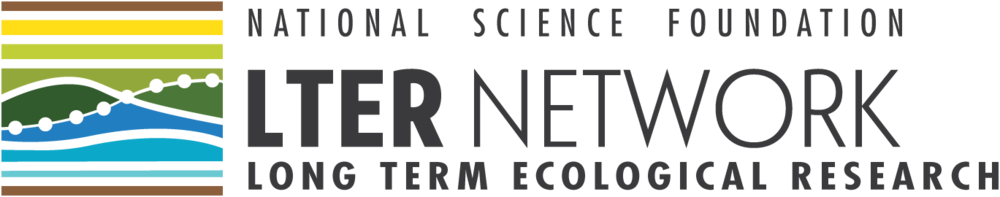 NATIONAL SCIENCE FOUNDATION
LTER NETWORK
LONG TERM ECOLOGICAL RESEARCH